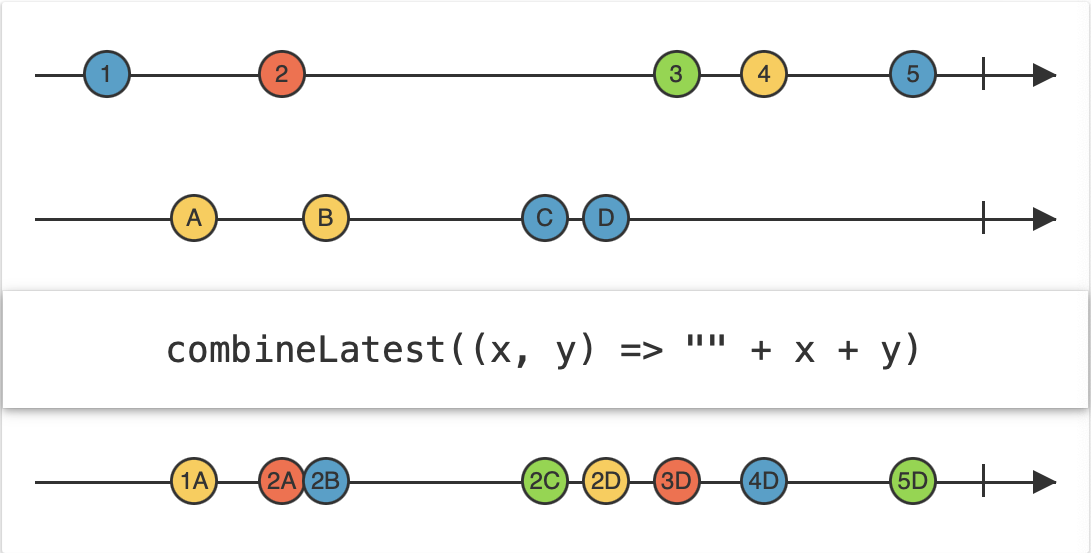 1 2 3 4 5
A B C D
combineLatest((x, y) => "" + x + y)
1A 2A 2B 2C 2D 3D 4D 5D